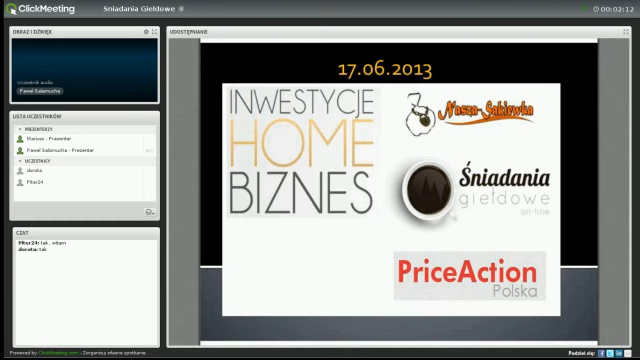 ClickMeeting
Śniadania Giełdowe
00:02:12
OBRAZ I DŹWIĘK
Uczestnik audio:
Paweł Salamucha
LISTA UCZESTNIKÓW
PREZENTERZY
Mariusz - Prezenter
Paweł Salamucha - Prezenter
UCZESTNICY
dorota
Piter24
CZAT
Piter24: tak. witam
dorota: tak
UDOSTĘPNIANIE
17.06.2013
INWESTYCJE
HOME
BIZNES
Nasza-Sakiewka
Śniadania
giełdowe
on-line
PriceAction
Polska
Powered by ClickMeeting.com - Zorganizuj własne spotkanie
Podziel się: